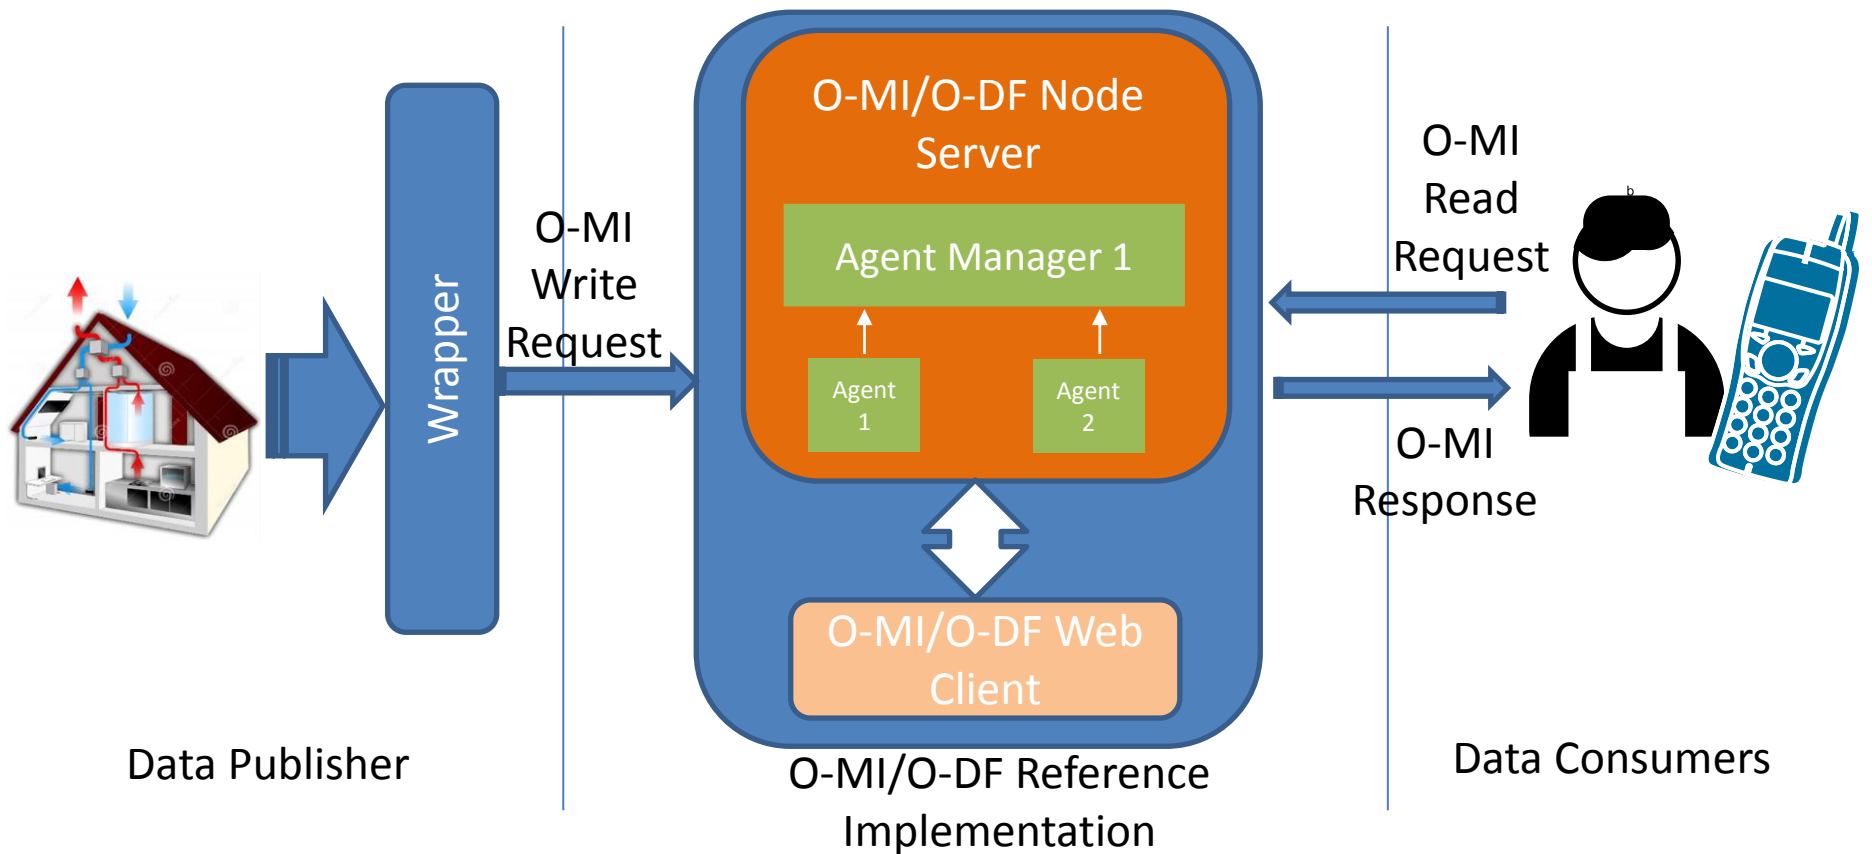 O-MI/O-DF Node
Server
Agent Manager 1
Agent
1
Agent
2
O-MI/O-DF Web
Client
O-MI/O-DF Reference
Implementation
Wrapper
O-MI
Write
Request
Data Publisher
O-MI
Read
Request
b
O-MI
Response
Data Consumers